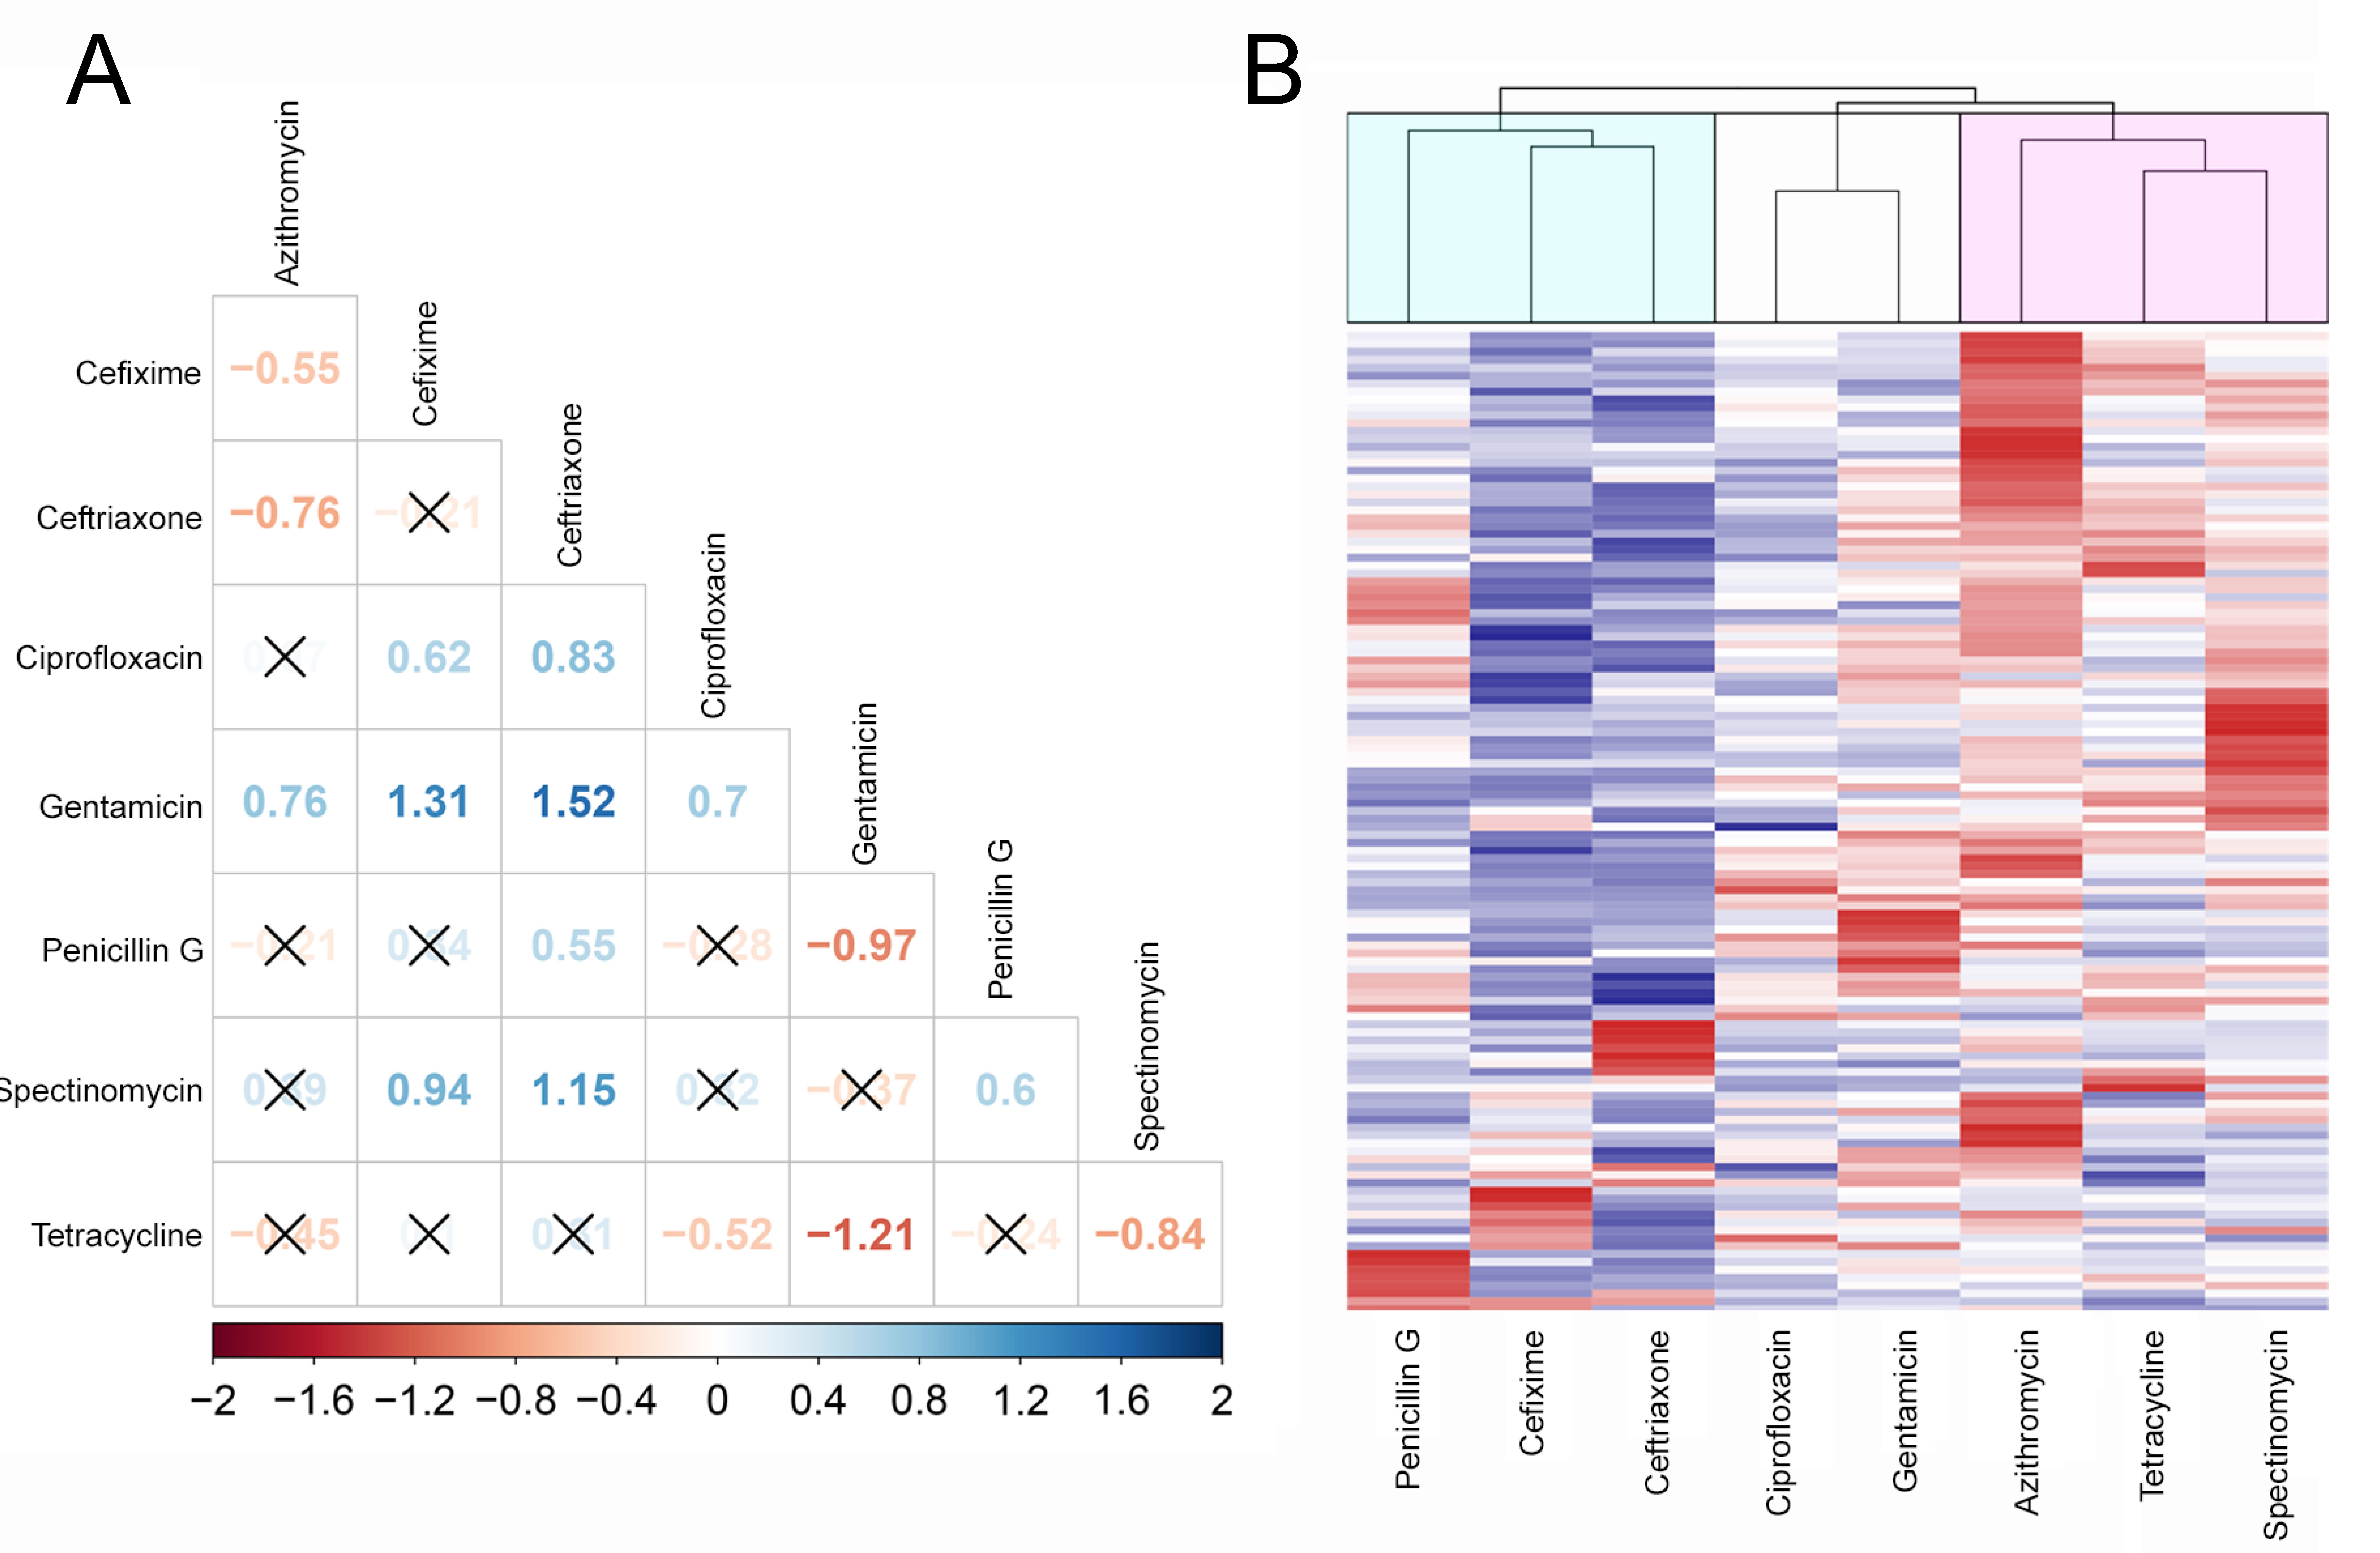 A
B
Azithromycin
Cefixime
Ceftriaxone
Ciprofloxacin
Gentamicin
Penicillin G
Spectinomycin
Cefixime −0.55
Ceftriaxone −0.76
Ciprofloxacin 0.62 0.83
Gentamicin 0.76 1.31 1.52 0.7
Penicillin G 0.55 −0.97
Spectinomycin 0.94 1.15 0.6
Tetracycline −0.52 −1.21 −0.84
−2 −1.6 −1.2 −0.8 −0.4 0 0.4 0.8 1.2 1.6 2
Penicillin G
Cefixime
Ceftriaxone
Ciprofloxacin
Gentamicin
Azithromycin
Tetracycline
Spectinomycin